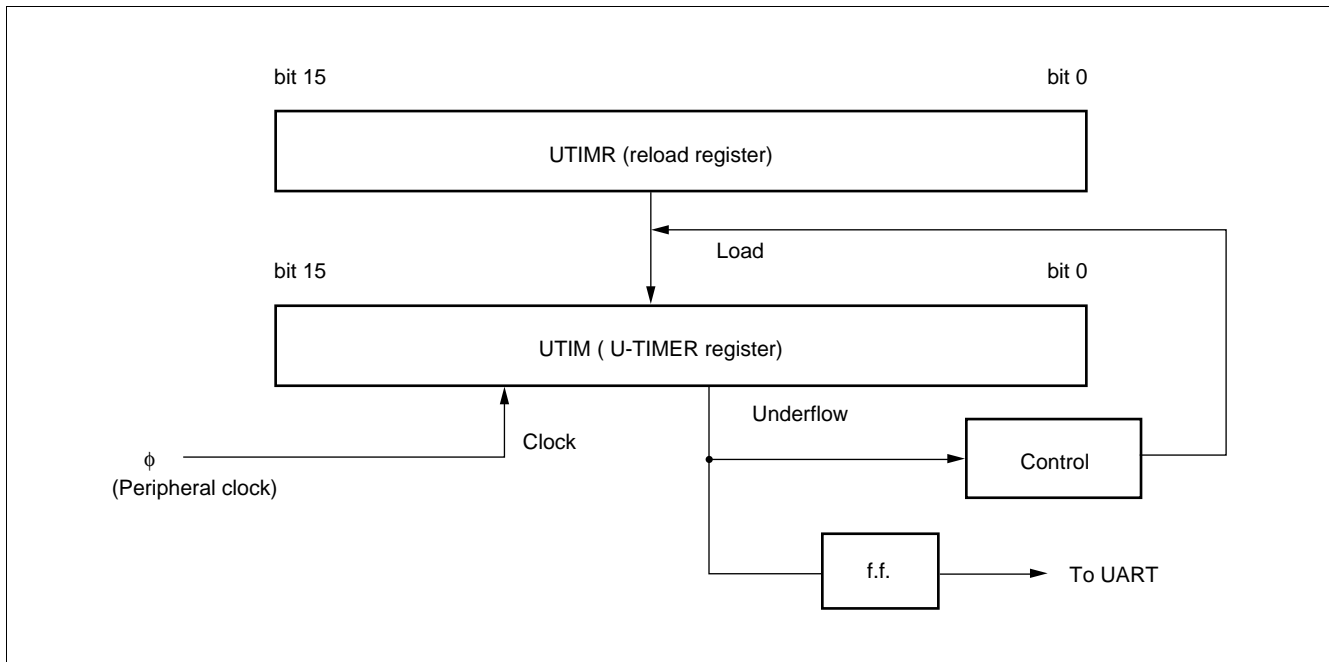 bit 15
bit 0
UTIMR (reload register)
Load
bit 15
bit 0
UTIM ( U-TIMER register)
Underflow
Clock
Control
ϕ
(Peripheral clock)
f.f.
To UART